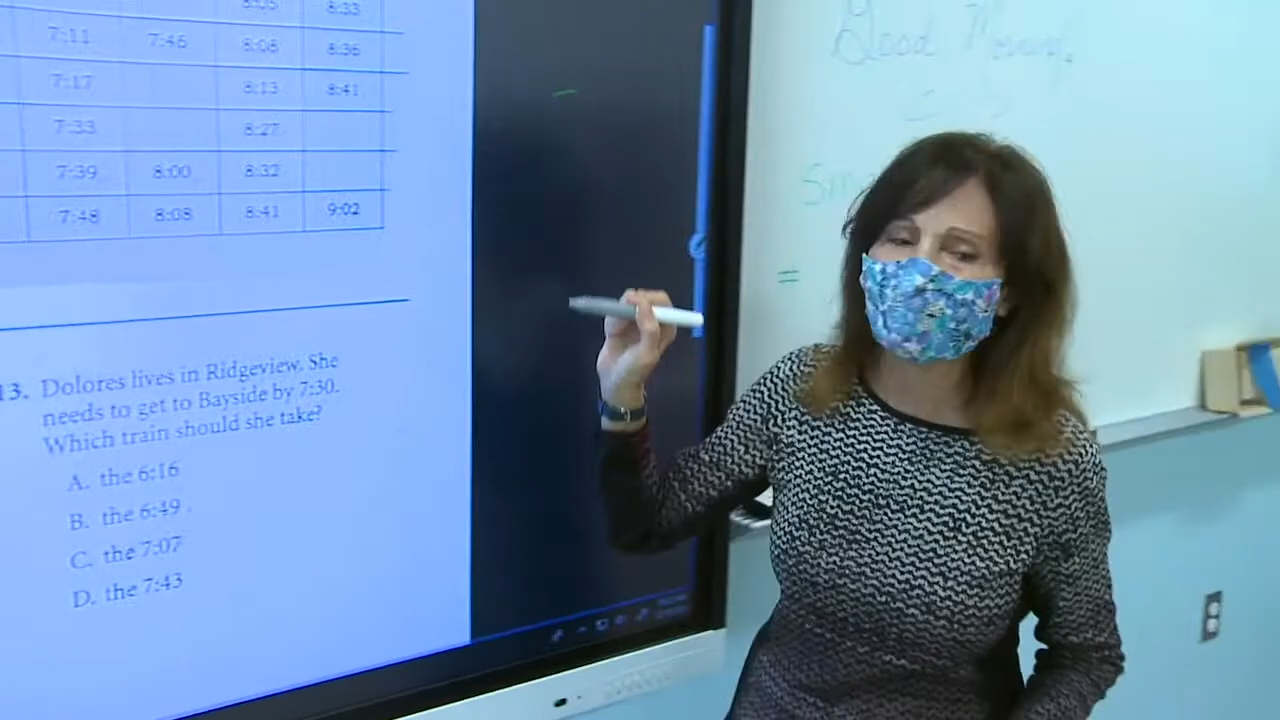 8:05 8:33
7:11 7:46 8:08 8:36
7:17 8:13 8:41
7:33 8:27
7:39 8:00 8:32
7:48 8:08 8:41 9:02
13. Dolores lives in Ridgeview. She
needs to get to Bayside by 7:30.
Which train should she take?
A. the 6:16
B. the 6:49
C. the 7:07
D. the 7:43
Good Morning
=